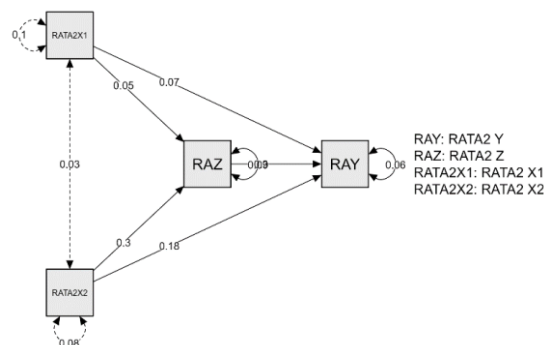 0.1
RATA2X1
0.07
0.05
0.03
RAZ
RAY
0.06
RAY: RATA2 Y
RAZ: RATA2 Z
RATA2X1: RATA2 X1
RATA2X2: RATA2 X2
0.3
0.18
RATA2X2
0.08